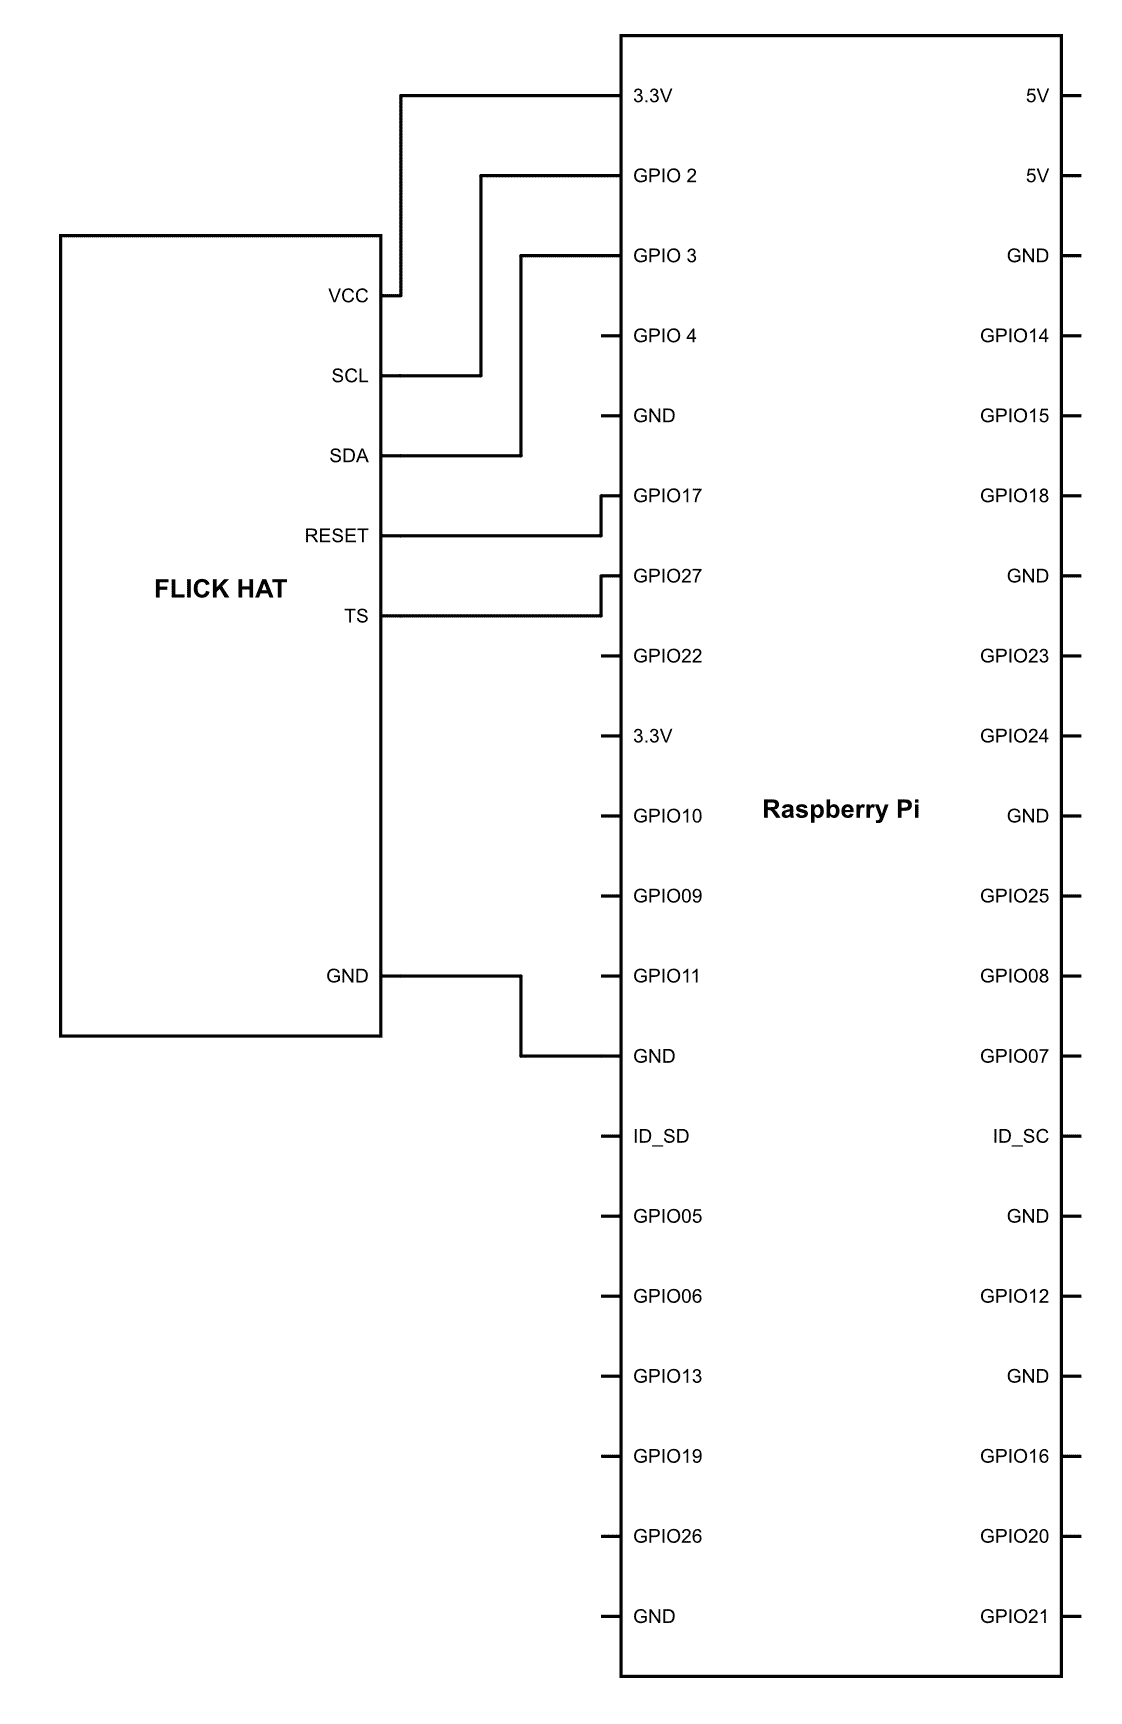 VCC
SCL
SDA
RESET
FLICK HAT
TS
GND
3.3V
5V
GPIO 2
5V
GPIO 3
GND
GPIO 4
GPIO14
GND
GPIO15
GPIO17
GPIO18
GPIO27
GND
GPIO22
GPIO23
3.3V
GPIO24
Raspberry Pi
GPIO10
GND
GPIO09
GPIO25
GPIO11
GPIO08
GND
GPIO07
ID_SD
ID_SC
GPIO05
GND
GPIO06
GPIO12
GPIO13
GND
GPIO19
GPIO16
GPIO26
GPIO20
GND
GPIO21